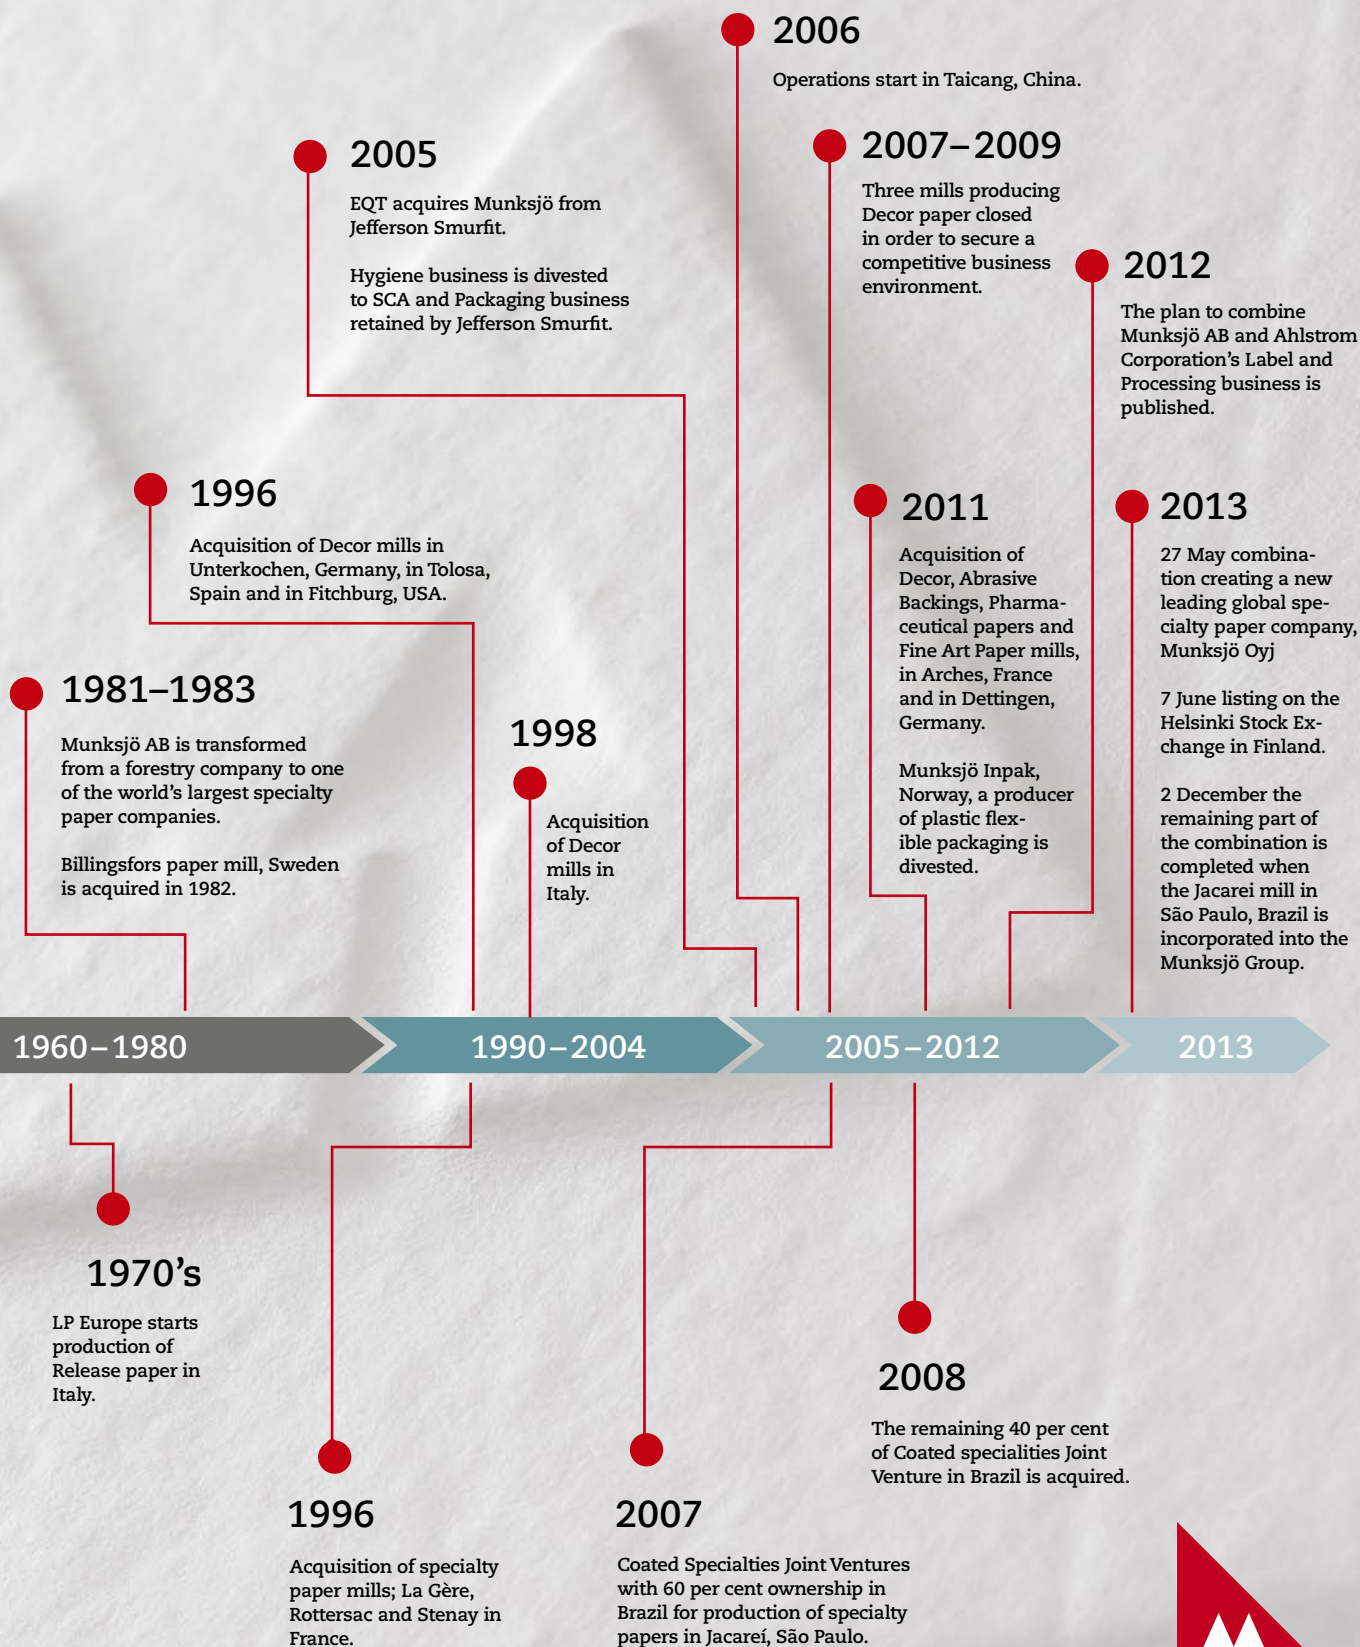 2006
Operations start in Taicang, China.
2005
EQT acquires Munksjö from
Jefferson Smurfit.
Hygiene business is divested
to SCA and Packaging business
retained by Jefferson Smurfit.
2007–2009
Three mills producing
Decor paper closed
in order to secure a
competitive business
environment.
2012
The plan to combine
Munksjö AB and Ahlstrom
Corporation’s Label and
Processing business is
published.
1996
Acquisition of Decor mills in
Unterkochen, Germany, in Tolosa,
Spain and in Fitchburg, USA.
2011
Acquisition of
Decor, Abrasive
Backings, Pharma-
ceutical papers and
Fine Art Paper mills,
in Arches, France
and in Dettingen,
Germany.
Munksjö Inpak,
Norway, a producer
of plastic flex-
ible packaging is
divested.
2013
27 May combina-
tion creating a new
leading global spe-
cialty paper company,
Munksjö Oyj
7 June listing on the
Helsinki Stock Ex-
change in Finland.
2 December the
remaining part of
the combination is
completed when
the Jacarei mill in
São Paulo, Brazil is
incorporated into the
Munksjö Group.
1981–1983
Munksjö AB is transformed
from a forestry company to one
of the world’s largest specialty
paper companies.
Billingsfors paper mill, Sweden
is acquired in 1982.
1998
Acquisition
of Decor
mills in
Italy.
1960–1980
1990–2004
2005–2012
2013
1970’s
LP Europe starts
production of
Release paper in
Italy.
1996
Acquisition of specialty
paper mills; La Gère,
Rottersac and Stenay in
France.
2007
Coated Specialties Joint Ventures
with 60 per cent ownership in
Brazil for production of specialty
papers in Jacareí, São Paulo.
2008
The remaining 40 per cent
of Coated specialities Joint
Venture in Brazil is acquired.